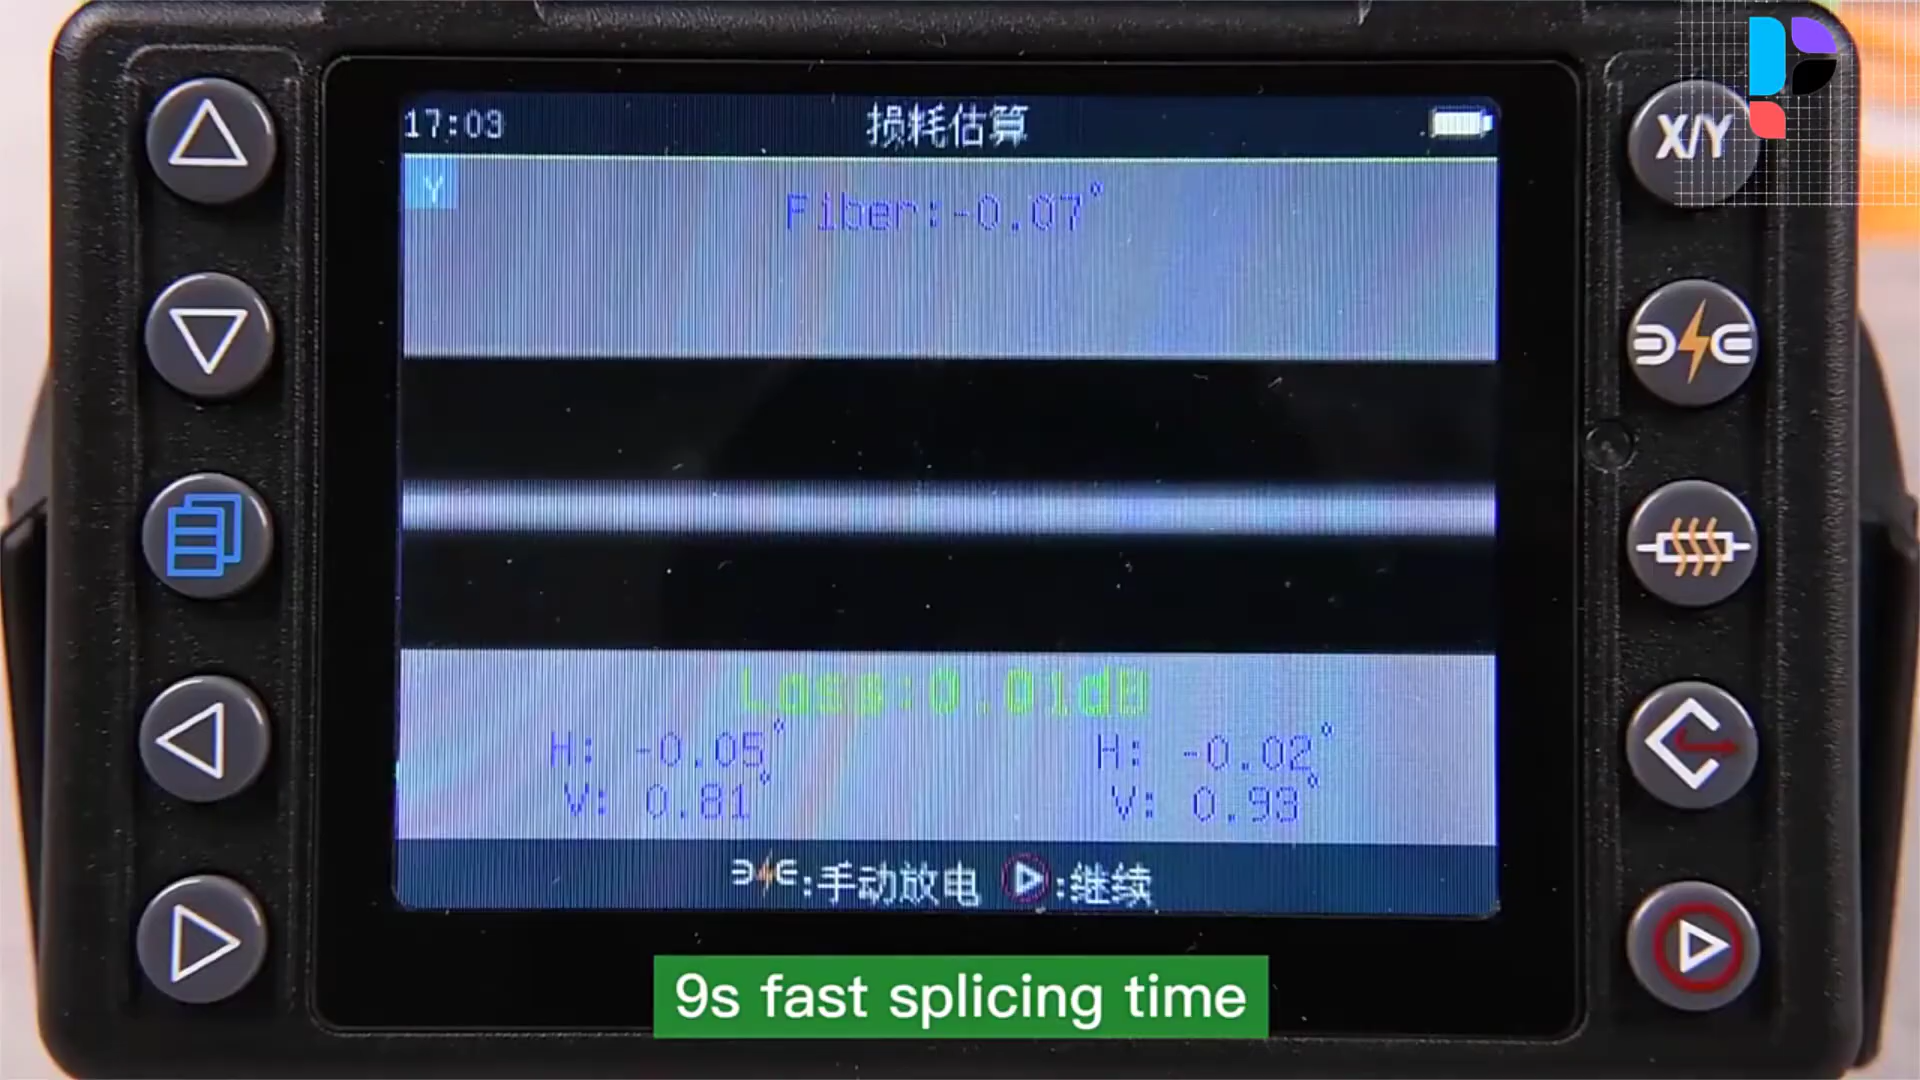 17:03 损耗估算
X/Y
Y
Fiber:-0.07°
Loss:0.01dB
H: -0.05° H: -0.02°
V: 0.81° V: 0.93°
:手动放电 :继续
9s fast splicing time